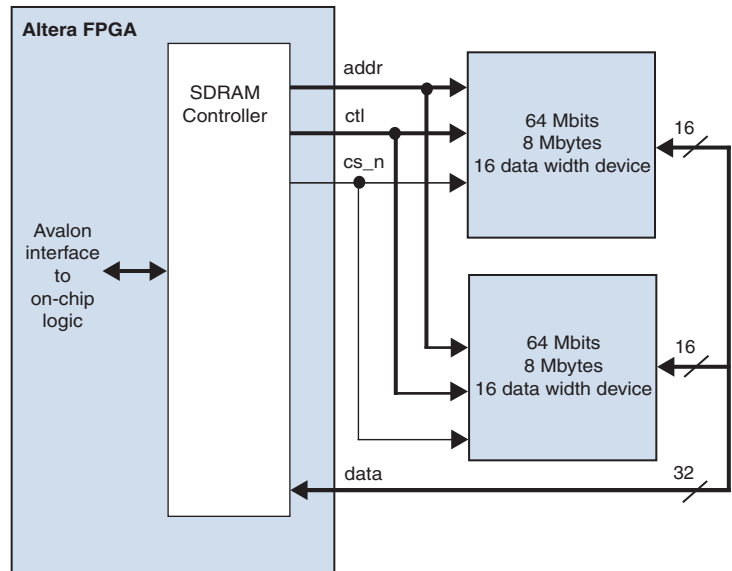 Altera FPGA
SDRAM
Controller
Avalon
interface
to
on-chip
logic
addr
ctl
cs_n
64 Mbits
8 Mbytes
16 data width device
16
64 Mbits
8 Mbytes
16 data width device
16
data
32